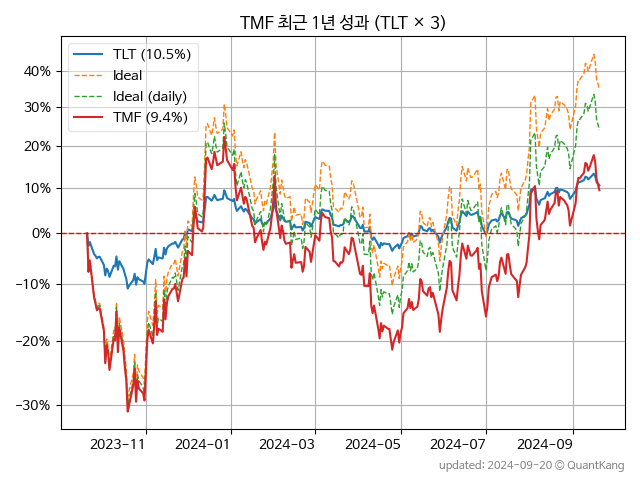 TMF 최근 1년 성과 (TLT × 3)
TLT (10.5%)
Ideal
Ideal (daily)
TMF (9.4%)
40%
30%
20%
10%
0%
−10%
−20%
−30%
2023-11
2024-01
2024-03
2024-05
2024-07
2024-09
updated: 2024-09-20 © QuantKang